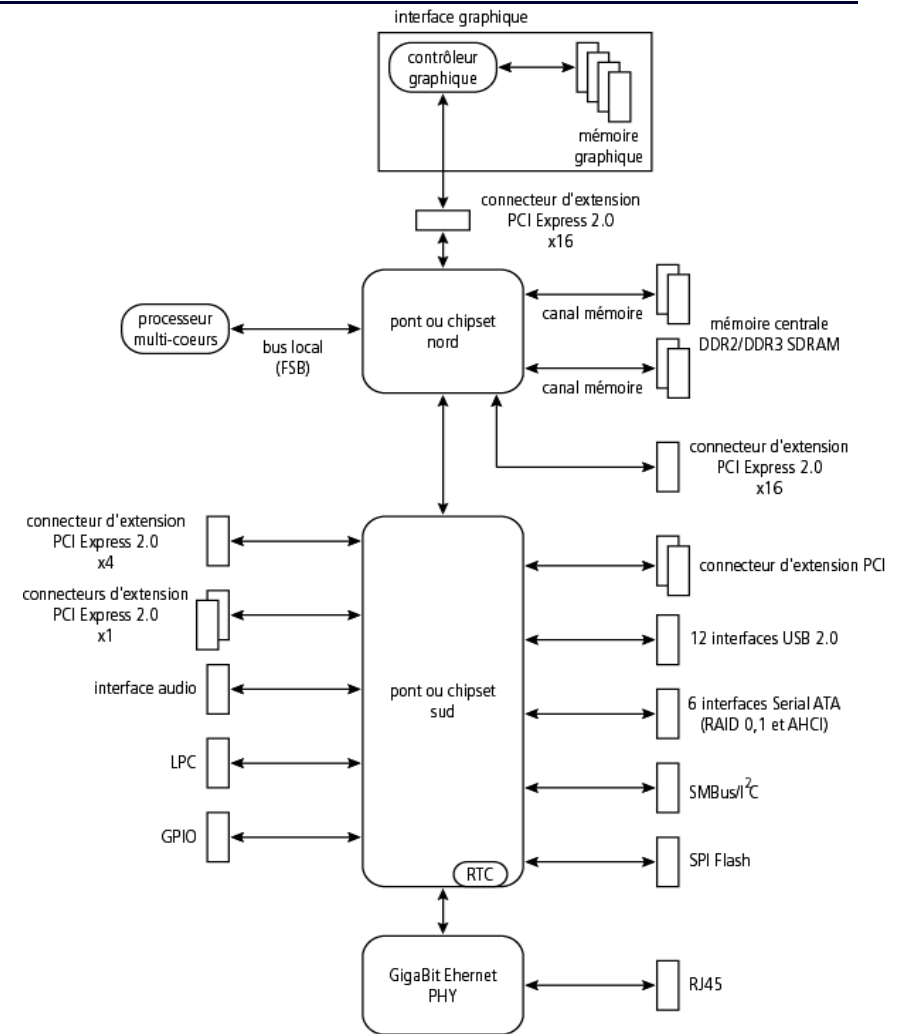 interface graphique
contrôleur
graphique
mémoire
graphique
connecteur d'extension
PCI Express 2.0
x16
processeur
multi-coeurs
bus local
(FSB)
pont ou chipset
nord
canal mémoire
mémoire centrale
DDR2/DDR3 SDRAM
canal mémoire
connecteur d'extension
PCI Express 2.0
x16
connecteur d'extension
PCI Express 2.0
x4
connecteurs d'extension
PCI Express 2.0
x1
interface audio
LPC
GPIO
pont ou chipset
sud
RTC
connecteur d'extension PCI
12 interfaces USB 2.0
6 interfaces Serial ATA
(RAID 0,1 et AHCI)
SMBus/I²C
SPI Flash
GigaBit Ehernet
PHY
RJ45